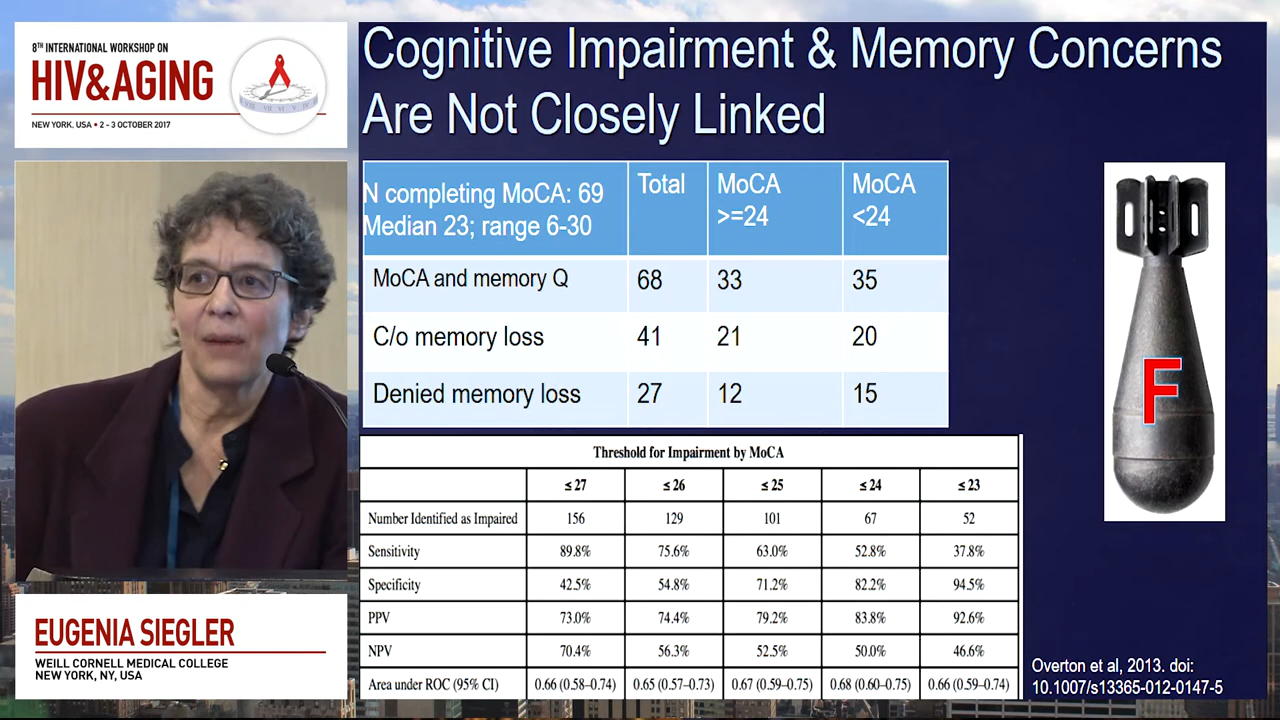 8TH INTERNATIONAL WORKSHOP ON
HIV&AGING
NEW YORK, USA • 2 - 3 OCTOBER 2017
Cognitive Impairment & Memory Concerns
Are Not Closely Linked
N completing MoCA: 69
Median 23; range 6-30
Total
MoCA
>=24
MoCA
<24
MoCA and memory Q 68 33 35
C/o memory loss 41 21 20
Denied memory loss 27 12 15
F
Threshold for Impairment by MoCA
≤ 27 ≤ 26 ≤ 25 ≤ 24 ≤ 23
Number Identified as Impaired 156 129 101 67 52
Sensitivity 89.8% 75.6% 63.0% 52.8% 37.8%
Specificity 42.5% 54.8% 71.2% 82.2% 94.5%
PPV 73.0% 74.4% 79.2% 83.8% 92.6%
NPV 70.4% 56.3% 52.5% 50.0% 46.6%
Area under ROC (95% CI) 0.66 (0.58–0.74) 0.65 (0.57–0.73) 0.67 (0.59–0.75) 0.68 (0.60–0.75) 0.66 (0.59–0.74)
Overton et al, 2013. doi:
10.1007/s13365-012-0147-5
EUGENIA SIEGLER
WEILL CORNELL MEDICAL COLLEGE
NEW YORK, NY, USA